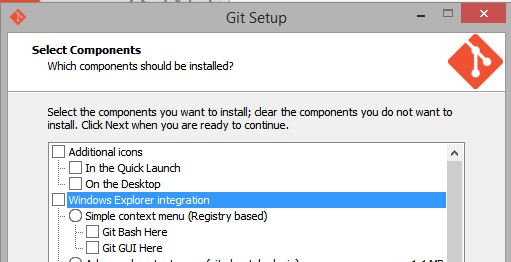 Git Setup
Select Components
Which components should be installed?
Select the components you want to install; clear the components you do not want to
install. Click Next when you are ready to continue.
Additional icons
In the Quick Launch
On the Desktop
Windows Explorer integration
Simple context menu (Registry based)
Git Bash Here
Git GUI Here